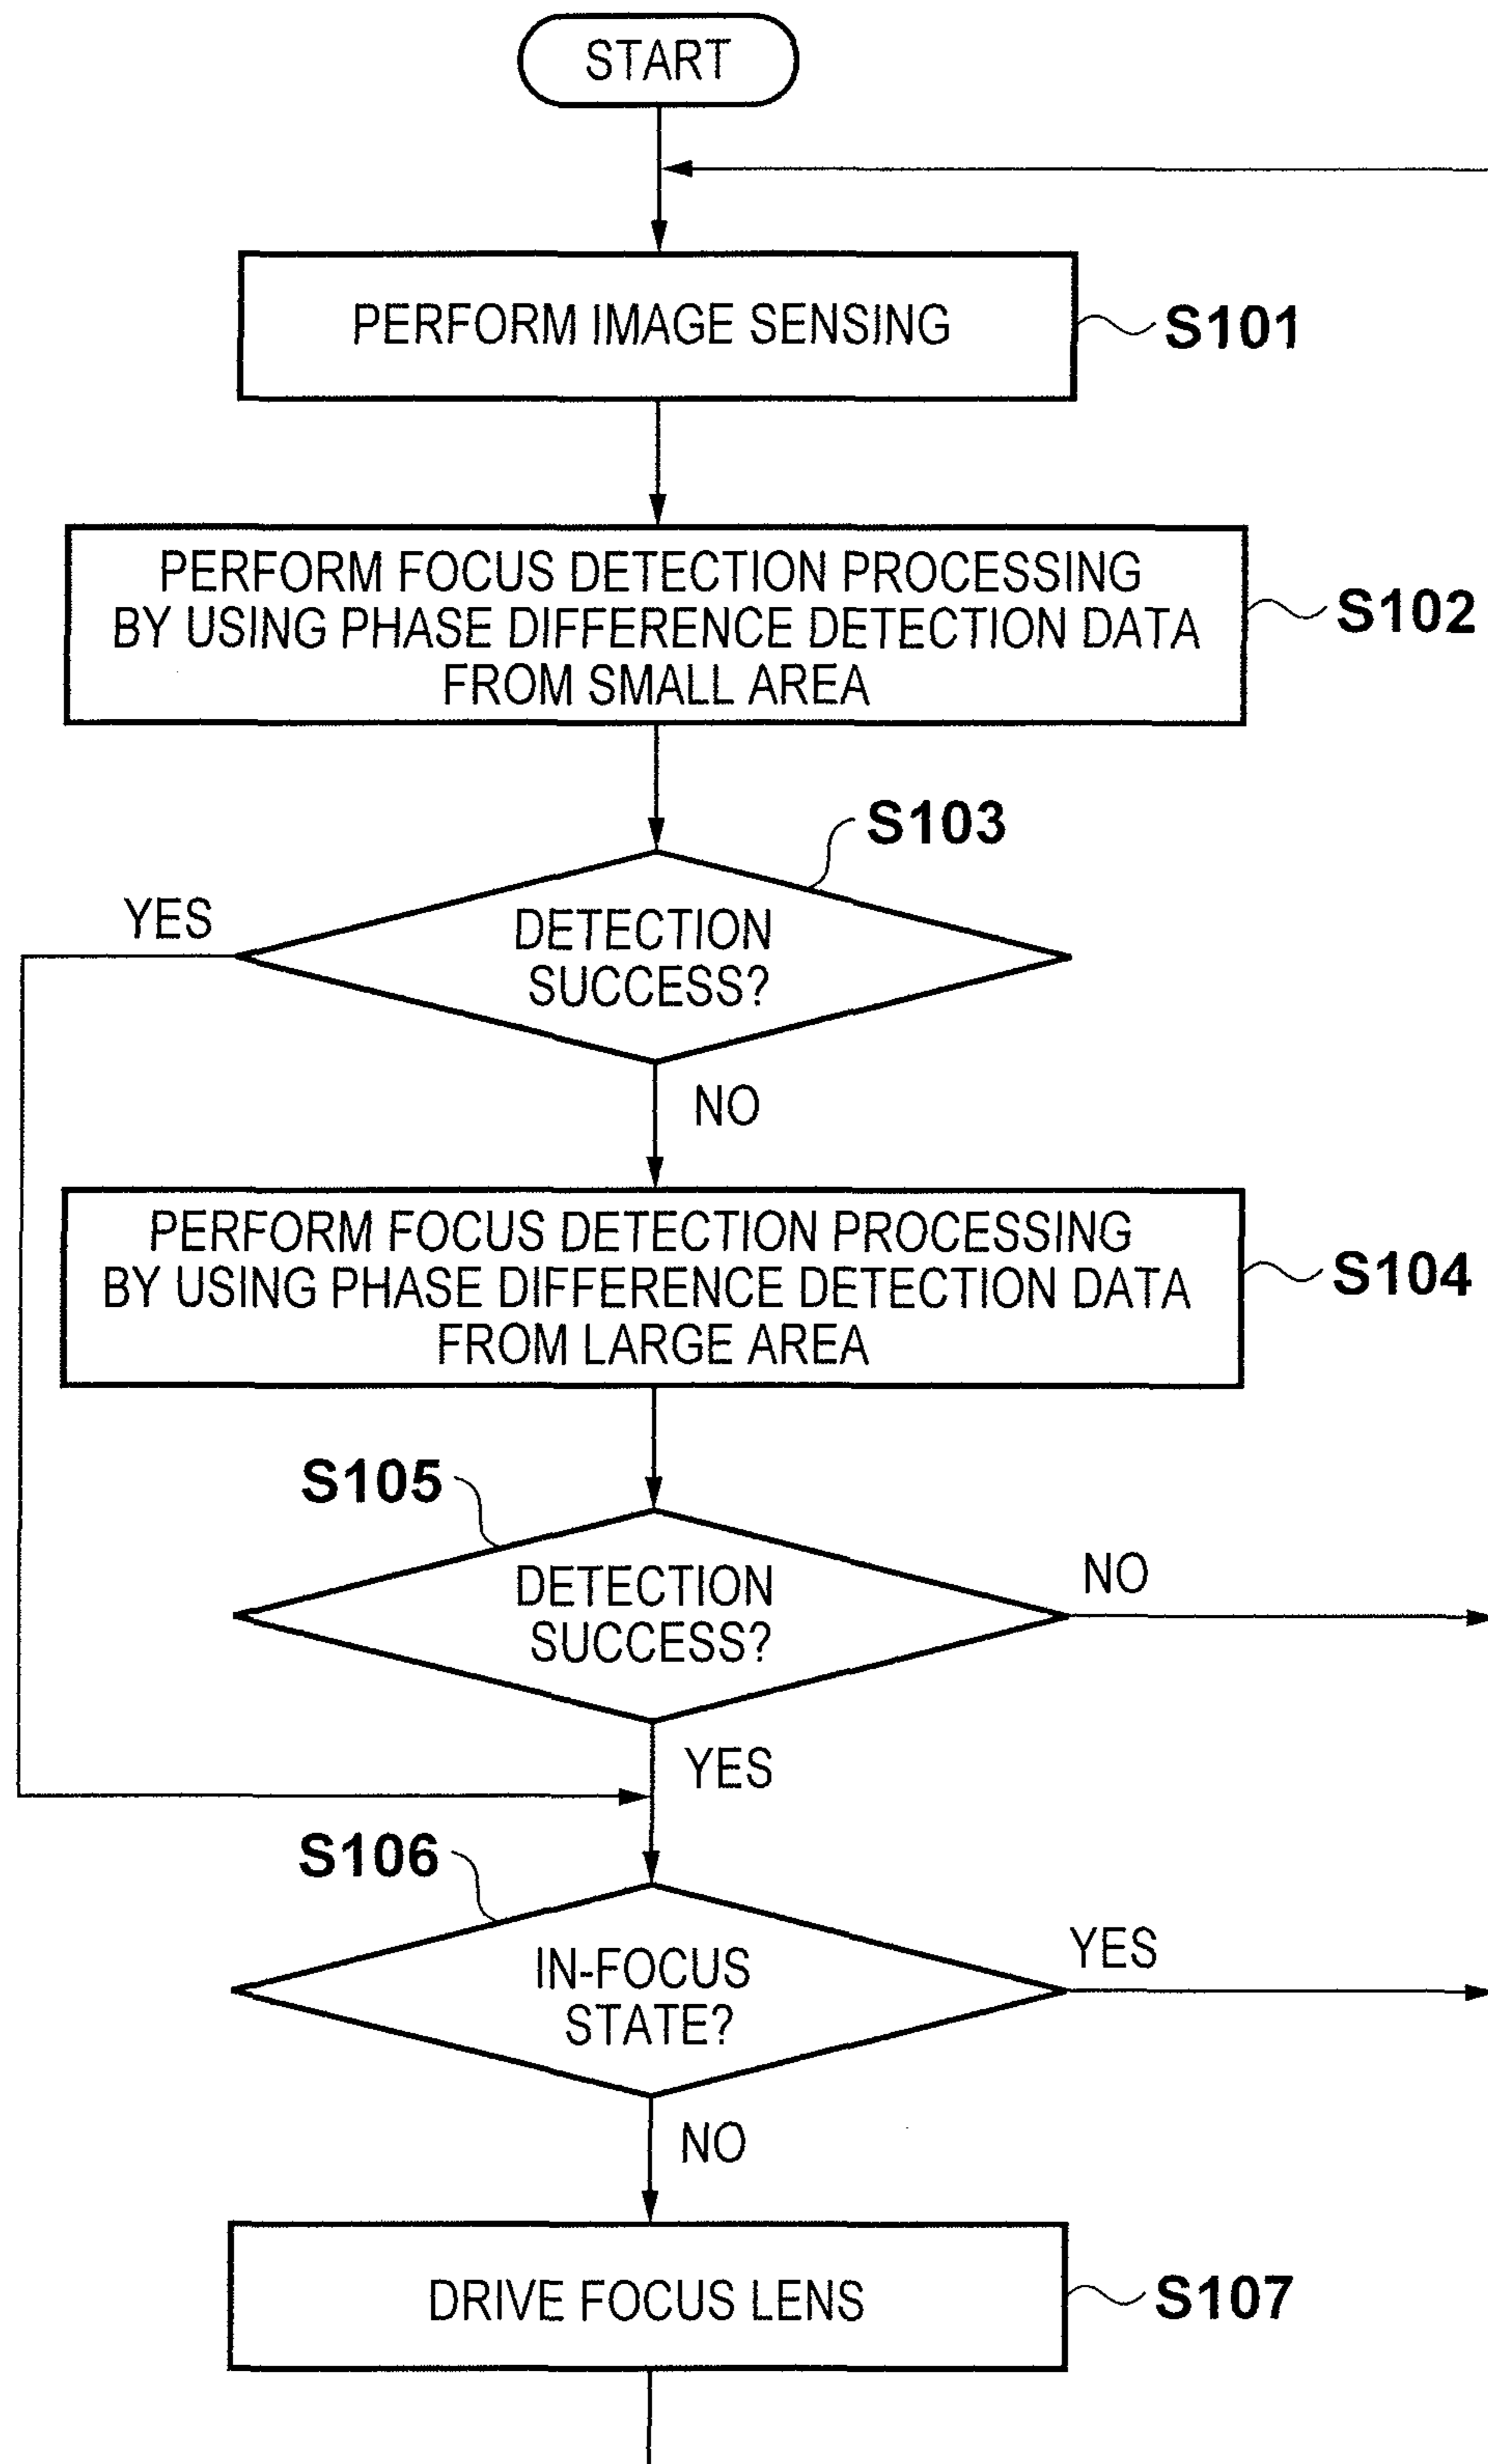 START
PERFORM IMAGE SENSING
S101
PERFORM FOCUS DETECTION PROCESSING
BY USING PHASE DIFFERENCE DETECTION DATA
FROM SMALL AREA
S102
S103
YES
DETECTION
SUCCESS?
NO
PERFORM FOCUS DETECTION PROCESSING
BY USING PHASE DIFFERENCE DETECTION DATA
FROM LARGE AREA
S104
S105
DETECTION
SUCCESS?
NO
YES
S106
IN-FOCUS
STATE?
YES
NO
DRIVE FOCUS LENS
S107